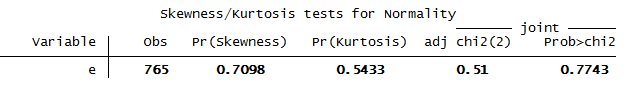 Skewness/Kurtosis tests for Normality
joint
Variable Obs Pr(Skewness) Pr(Kurtosis) adj chi2(2) Prob>chi2
e 765 0.7098 0.5433 0.51 0.7743